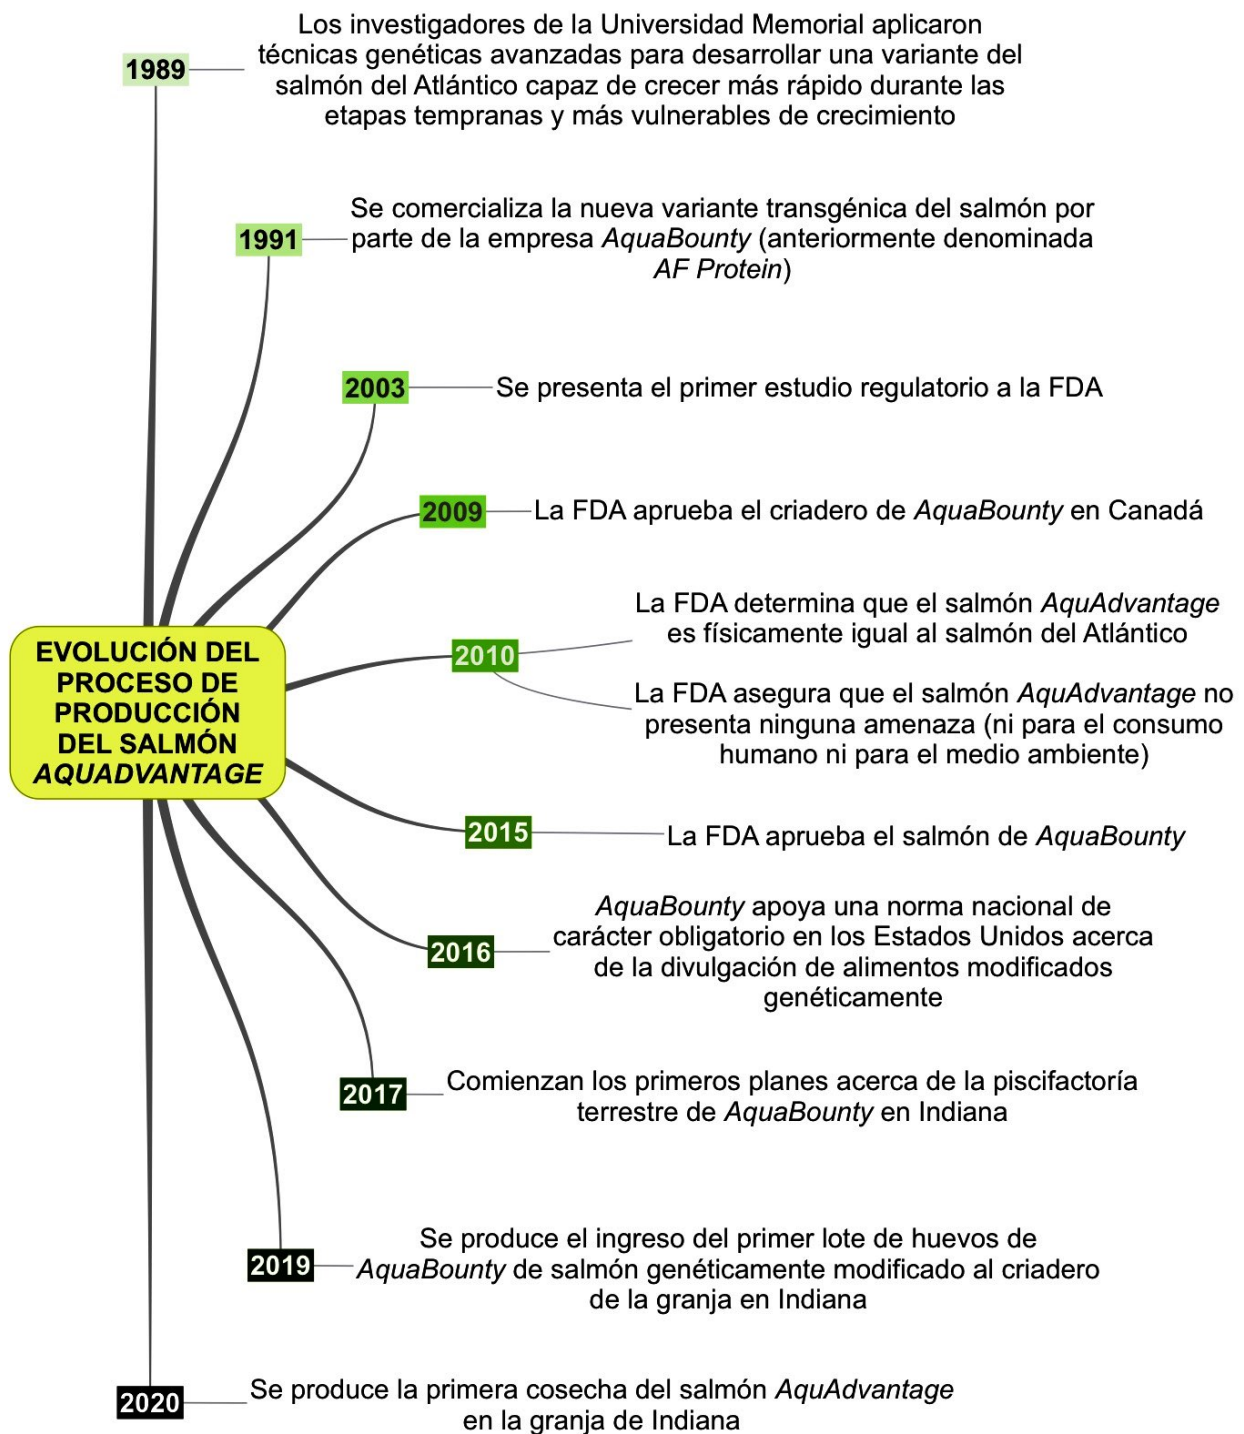 1989
Los investigadores de la Universidad Memorial aplicaron
técnicas genéticas avanzadas para desarrollar una variante del
salmón del Atlántico capaz de crecer más rápido durante las
etapas tempranas y más vulnerables de crecimiento
1991
Se comercializa la nueva variante transgénica del salmón por
parte de la empresa AquaBounty (anteriormente denominada
AF Protein)
2003
Se presenta el primer estudio regulatorio a la FDA
2009
La FDA aprueba el criadero de AquaBounty en Canadá
EVOLUCIÓN DEL
PROCESO DE
PRODUCCIÓN
DEL SALMÓN
AQUADVANTAGE
2010
La FDA determina que el salmón AquAdvantage
es físicamente igual al salmón del Atlántico
La FDA asegura que el salmón AquAdvantage no
presenta ninguna amenaza (ni para el consumo
humano ni para el medio ambiente)
2015
La FDA aprueba el salmón de AquaBounty
2016
AquaBounty apoya una norma nacional de
carácter obligatorio en los Estados Unidos acerca
de la divulgación de alimentos modificados
genéticamente
2017
Comienzan los primeros planes acerca de la piscifactoría
terrestre de AquaBounty en Indiana
2019
Se produce el ingreso del primer lote de huevos de
AquaBounty de salmón genéticamente modificado al criadero
de la granja en Indiana
2020
Se produce la primera cosecha del salmón AquAdvantage
en la granja de Indiana